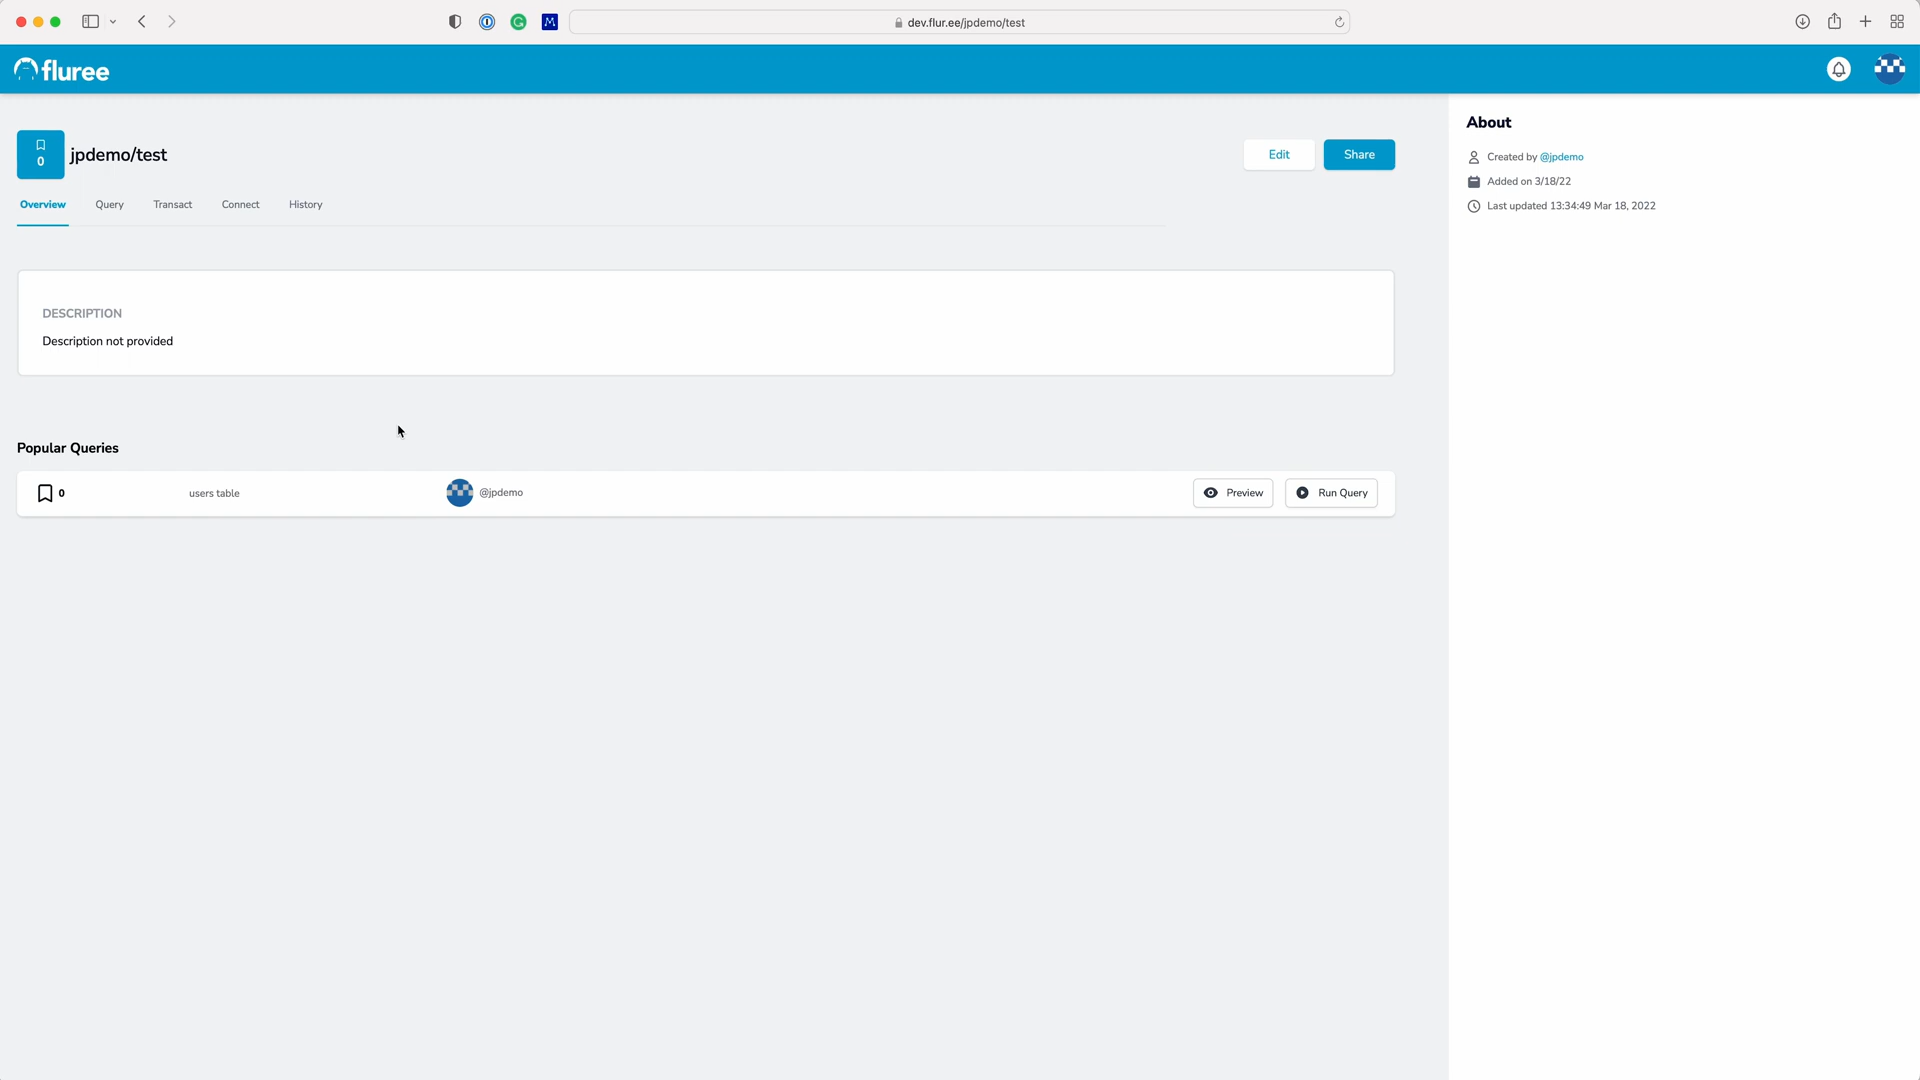 dev.flur.ee/jpdemo/test
fluree
0
jpdemo/test
Edit
Share
Overview
Query
Transact
Connect
History
DESCRIPTION
Description not provided
Popular Queries
0
users table
@jpdemo
Preview
Run Query
About
Created by @jpdemo
Added on 3/18/22
Last updated 13:34:49 Mar 18, 2022